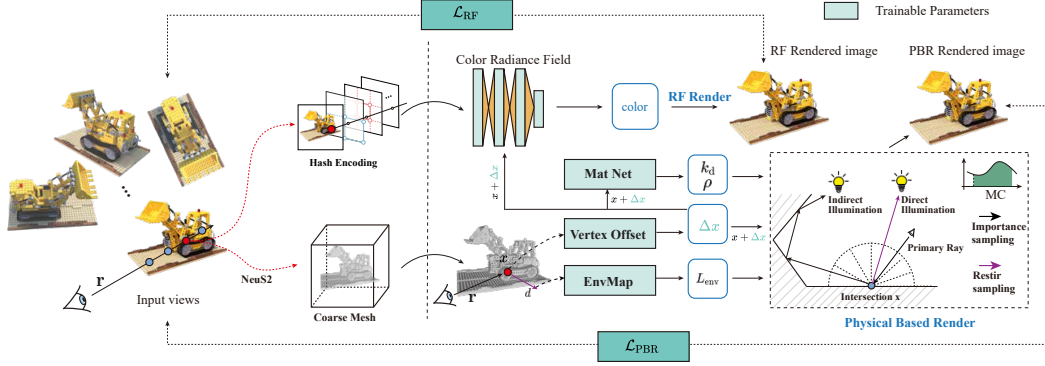 𝓛RF
Trainable Parameters
Color Radiance Field
RF Rendered image
PBR Rendered image
color
RF Render
Hash Encoding
x + Δx
Mat Net
kd
ρ
x + Δx
Indirect
Illumination
Direct
Illumination
MC
Importance
sampling
Vertex Offset
Δx
x + Δx
Primary Ray
Restir
sampling
x
r
NeuS2
r
d
EnvMap
Lenv
Intersection x
Input views
Coarse Mesh
Physical Based Render
𝓛PBR